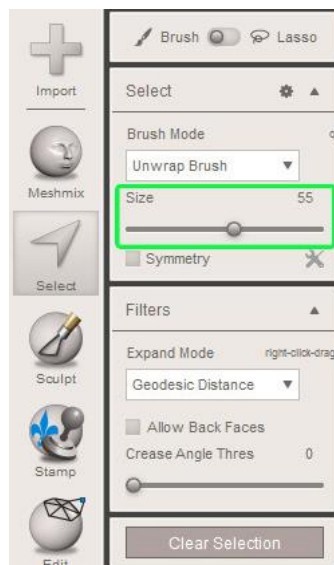 Import
Meshmix
Select
Sculpt
Stamp
Edit
Brush Lasso
Select
Brush Mode
Unwrap Brush
Size 55
Symmetry
Filters
Expand Mode right-click-drag
Geodesic Distance
Allow Back Faces
Crease Angle Thres 0
Clear Selection